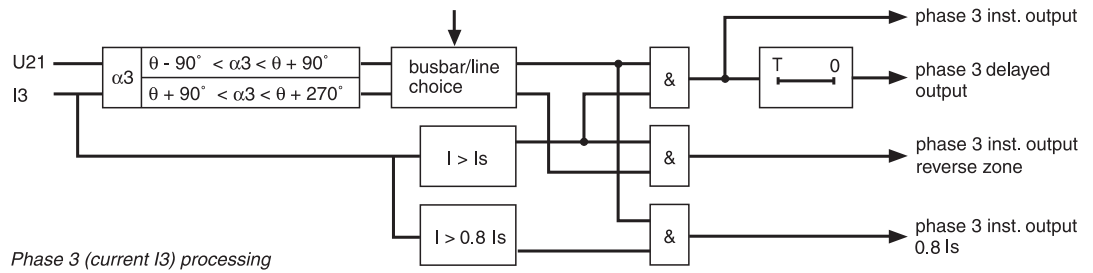 phase 3 inst. output
U21
I3
α3
θ - 90° < α3 < θ + 90°
θ + 90° < α3 < θ + 270°
busbar/line
choice
&
T 0
phase 3 delayed
output
I > Is
&
phase 3 inst. output
reverse zone
I > 0.8 Is
&
phase 3 inst. output
0.8 Is
Phase 3 (current I3) processing